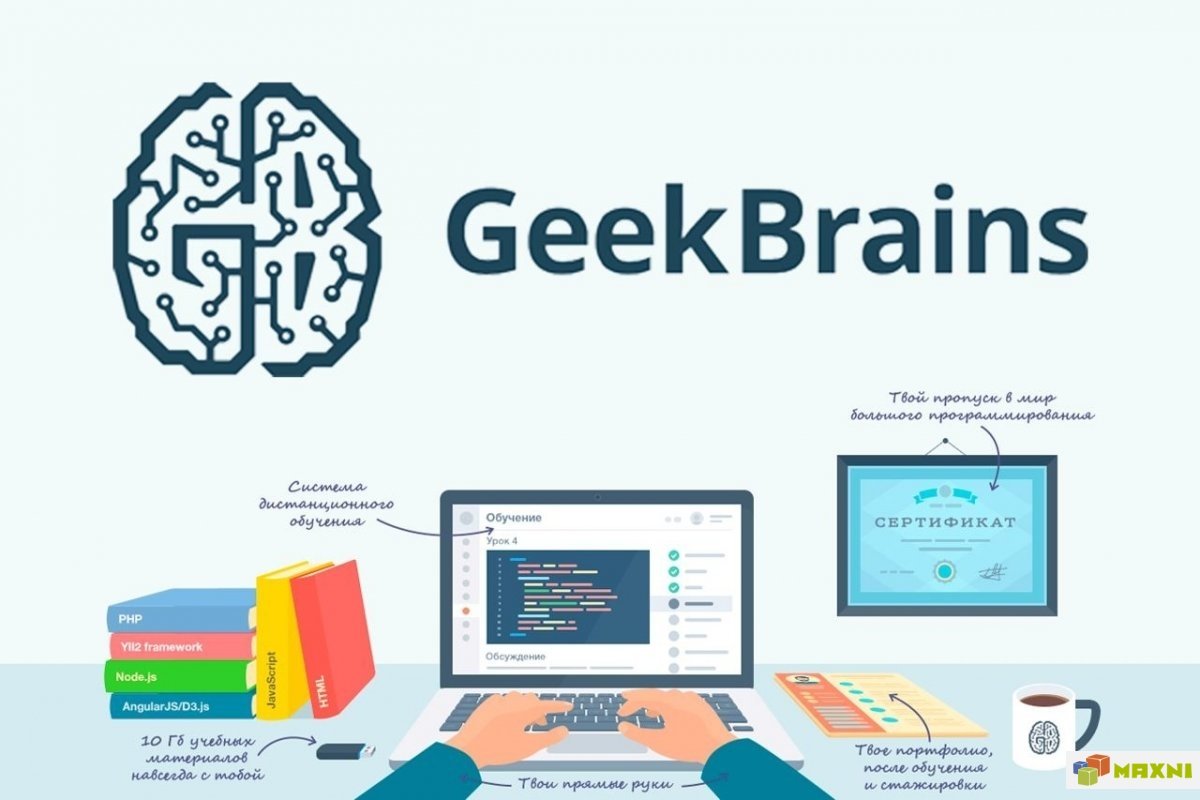 GeekBrains
Твой пропуск в мир
большого программирования
Система
дистанционного
обучения
Обучение
Урок 4
Обсуждение
СЕРТИФИКАТ
PHP
YII2 framework
Node.js
AngularJS/D3.js
JavaScript
HTML
10 Гб учебных
материалов
навсегда с тобой
Твои прямые руки
Твое портфолио,
после обучения
и стажировки
MAXNI